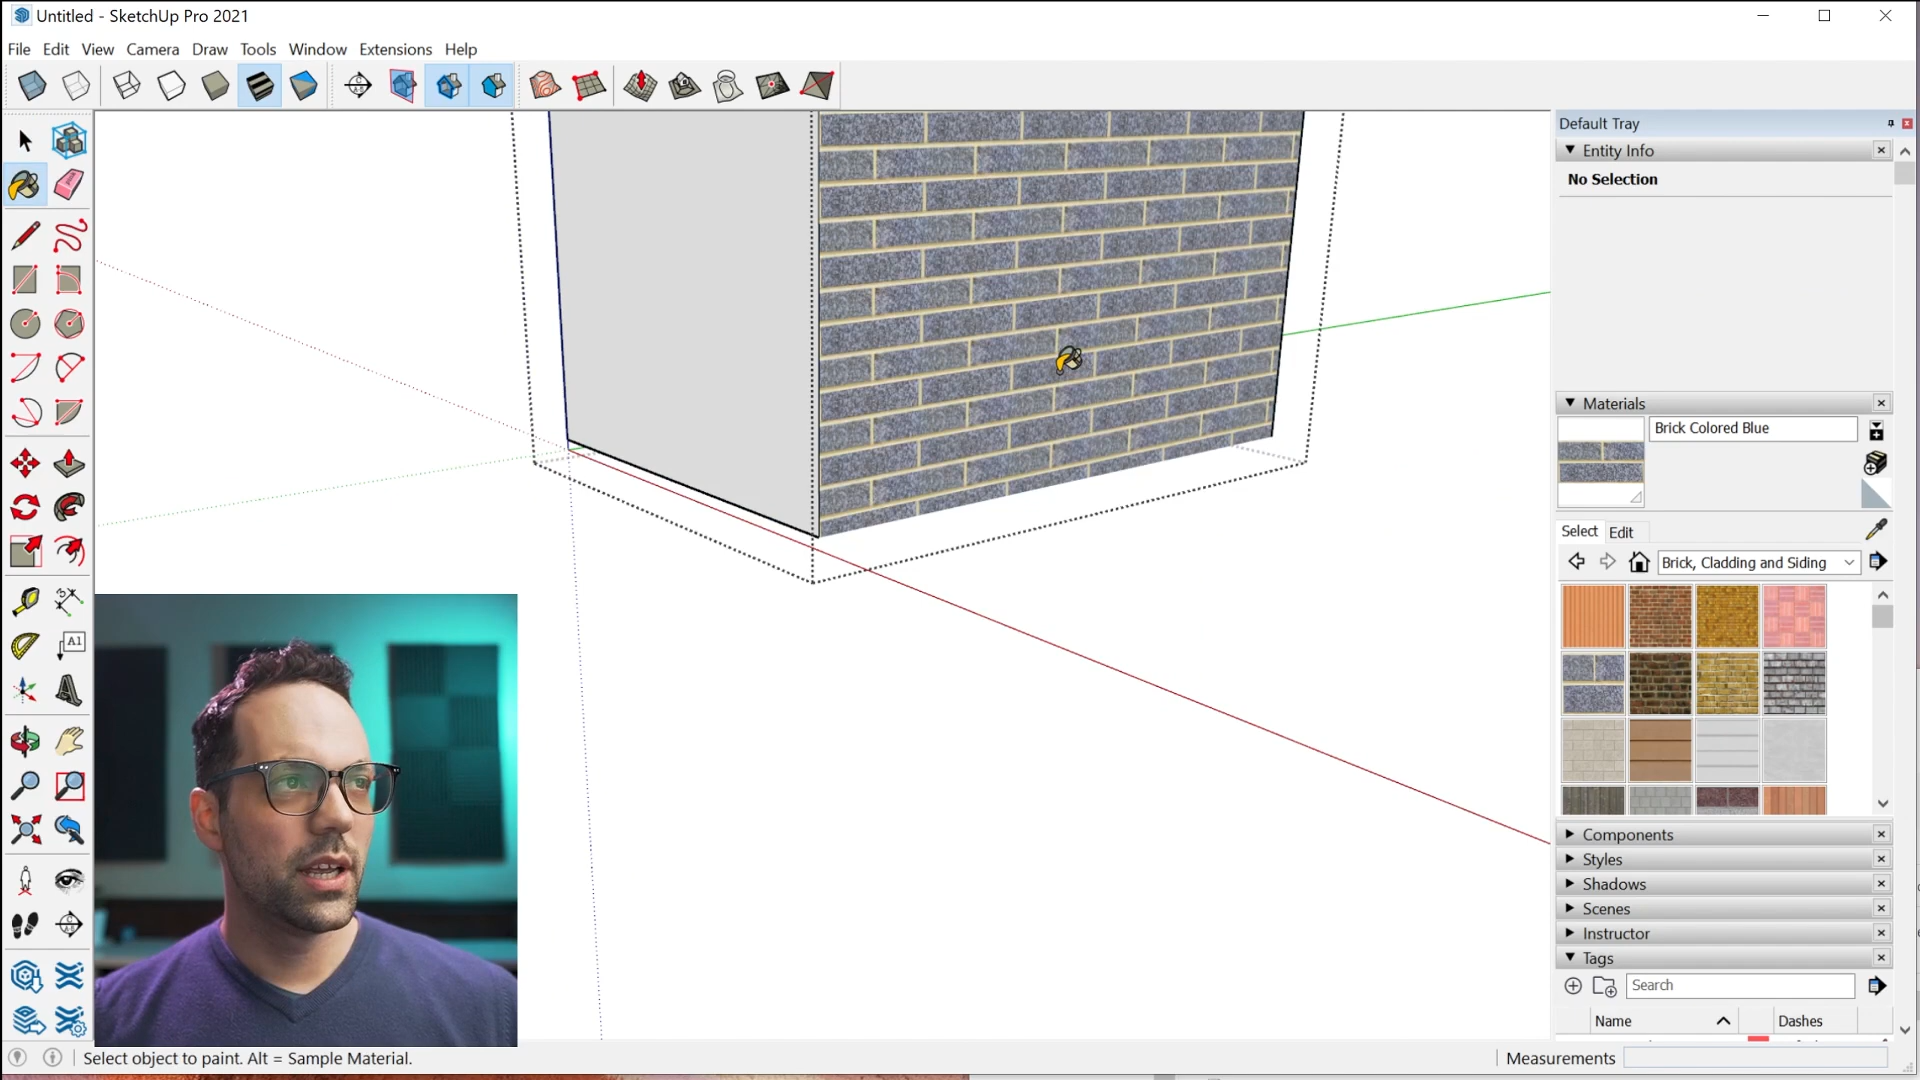 Untitled - SketchUp Pro 2021
File Edit View Camera Draw Tools Window Extensions Help
Default Tray
Entity Info
No Selection
Materials
Brick Colored Blue
Select Edit
Brick, Cladding and Siding
A1
Components
Styles
Shadows
Scenes
Instructor
Tags
Search
Name Dashes
Select object to paint. Alt = Sample Material.
Measurements